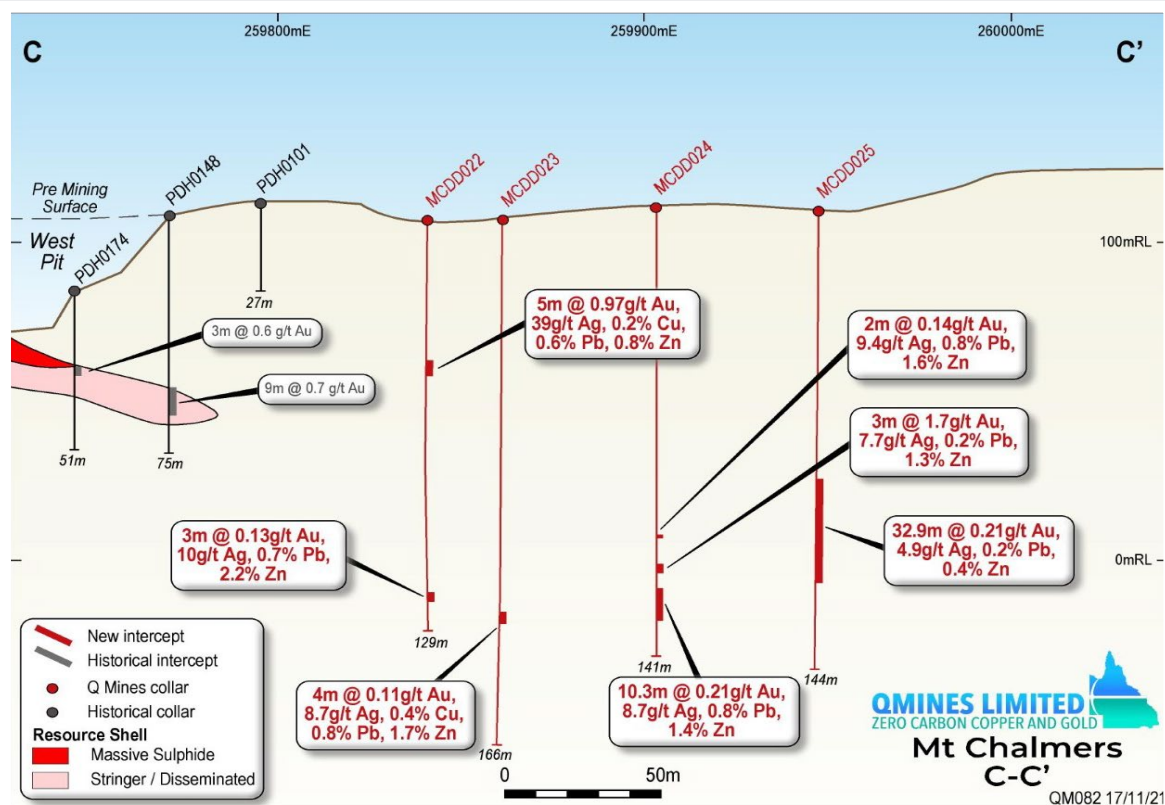 259800mE
259900mE
260000mE
C
C'
PDH0148
PDH0101
MCDD022
MCDD023
MCDD024
MCDD025
Pre Mining
Surface
West
Pit
PDH0174
100mRL
27m
3m @ 0.6 g/t Au
9m @ 0.7 g/t Au
51m
75m
5m @ 0.97g/t Au,
39g/t Ag, 0.2% Cu,
0.6% Pb, 0.8% Zn
2m @ 0.14g/t Au,
9.4g/t Ag, 0.8% Pb,
1.6% Zn
3m @ 1.7g/t Au,
7.7g/t Ag, 0.2% Pb,
1.3% Zn
3m @ 0.13g/t Au,
10g/t Ag, 0.7% Pb,
2.2% Zn
32.9m @ 0.21g/t Au,
4.9g/t Ag, 0.2% Pb,
0.4% Zn
0mRL
129m
141m
144m
4m @ 0.11g/t Au,
8.7g/t Ag, 0.4% Cu,
0.8% Pb, 1.7% Zn
10.3m @ 0.21g/t Au,
8.7g/t Ag, 0.8% Pb,
1.4% Zn
166m
New intercept
Historical intercept
Q Mines collar
Historical collar
Resource Shell
Massive Sulphide
Stringer / Disseminated
0
50m
QMINES LIMITED
ZERO CARBON COPPER AND GOLD
Mt Chalmers
C-C'
QM082 17/11/21